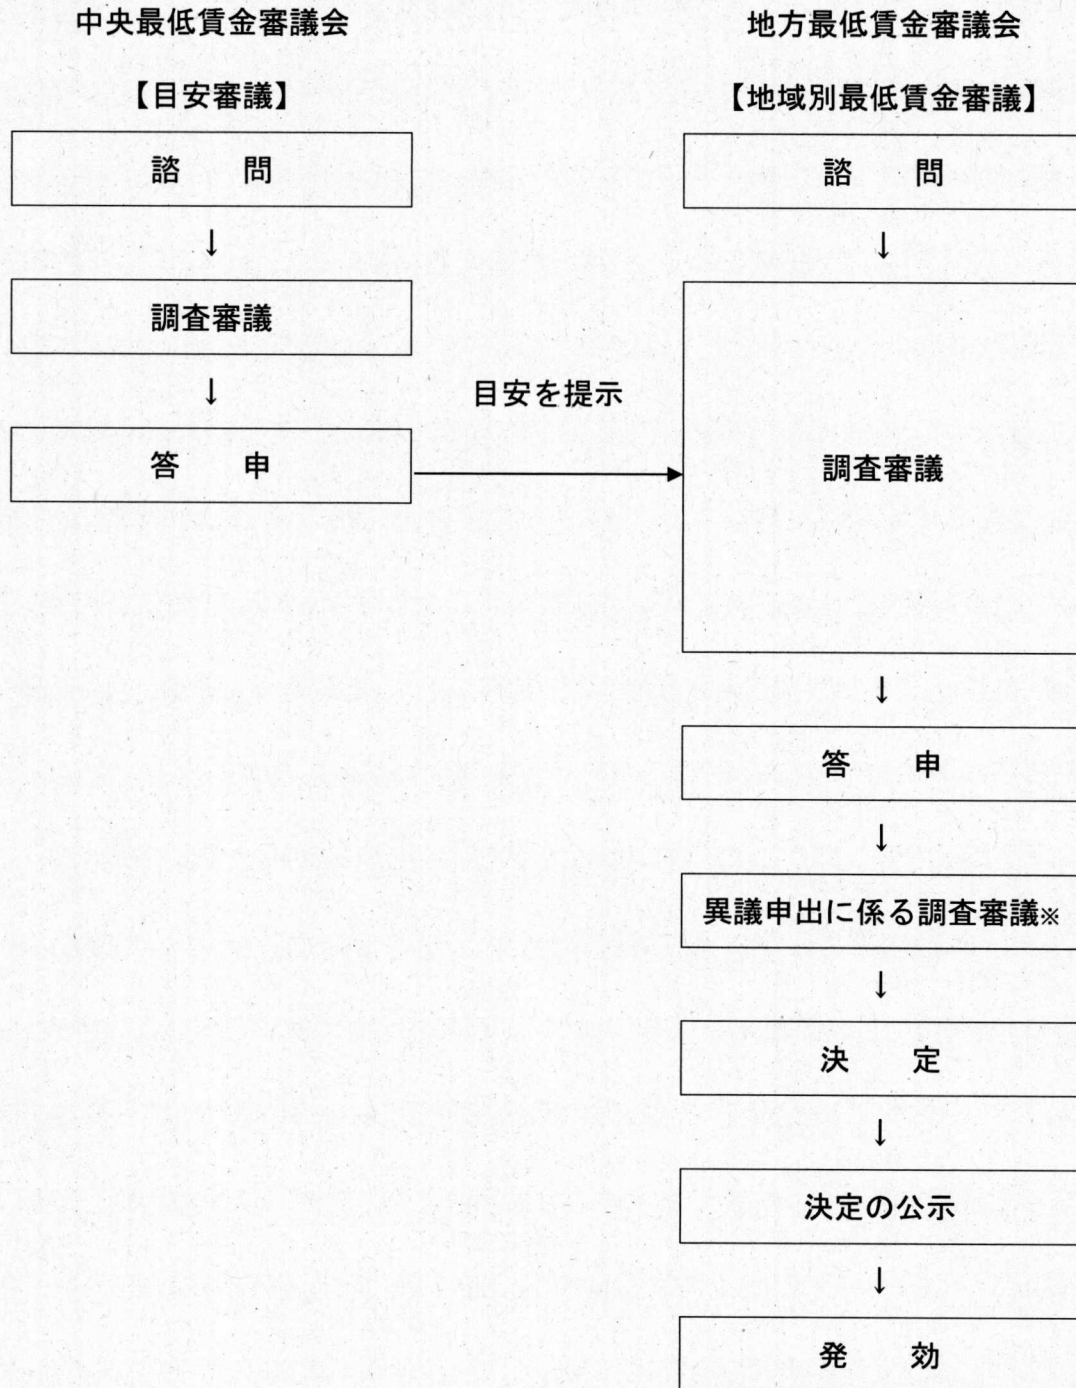 中央最低賃金審議会
【目安審議】
諮問
↓
調査審議
↓
答申
目安を提示
地方最低賃金審議会
【地域別最低賃金審議】
諮問
↓
調査審議
↓
答申
↓
異議申出に係る調査審議※
↓
決定
↓
決定の公示
↓
発効